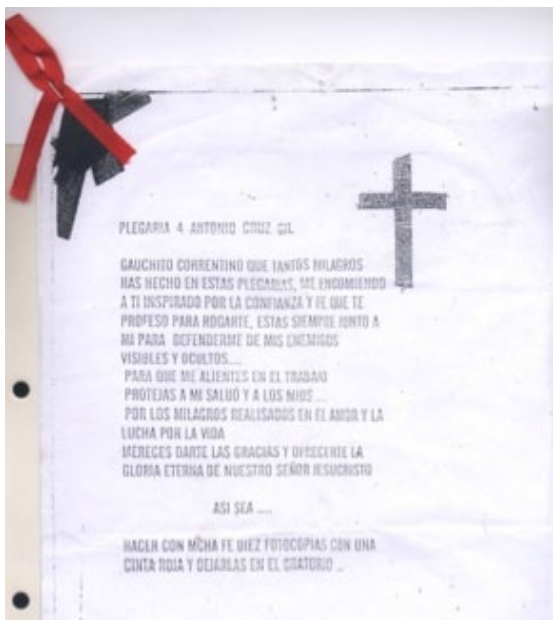 PLEGARIA 4 ANTONIO CRUZ GIL
GAUCHITO CORRENTINO QUE TANTOS MILAGROS
HAS HECHO EN ESTAS PLEGARIAS, ME ENCOMIENDO
A TI INSPIRADO POR LA CONFIANZA Y FE QUE TE
PROFESO PARA ROGARTE, ESTAS SIEMPRE JUNTO A
MI PARA DEFENDERME DE MIS ENEMIGOS
VISIBLES Y OCULTOS....
PARA QUE ME ALIENTES EN EL TRABAJO
PROTEJAS A MI SALUD Y A LOS MIOS ...
POR LOS MILAGROS REALISADOS EN EL AMOR Y LA
LUCHA POR LA VIDA
MERECES DARTE LAS GRACIAS Y OFRECERTE LA
GLORIA ETERNA DE NUESTRO SEÑOR JESUCRISTO
ASI SEA ....
HACER CON MCHA FE DIEZ FOTOCOPIAS CON UNA
CINTA ROJA Y DEJARLAS EN EL ORATORIO ..